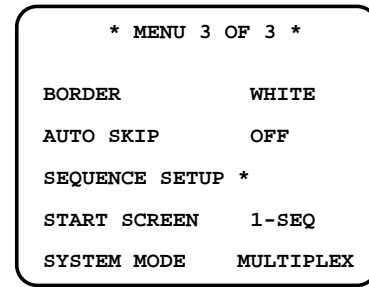 * MENU 3 OF 3 *
BORDER WHITE
AUTO SKIP OFF
SEQUENCE SETUP *
START SCREEN 1-SEQ
SYSTEM MODE MULTIPLEX